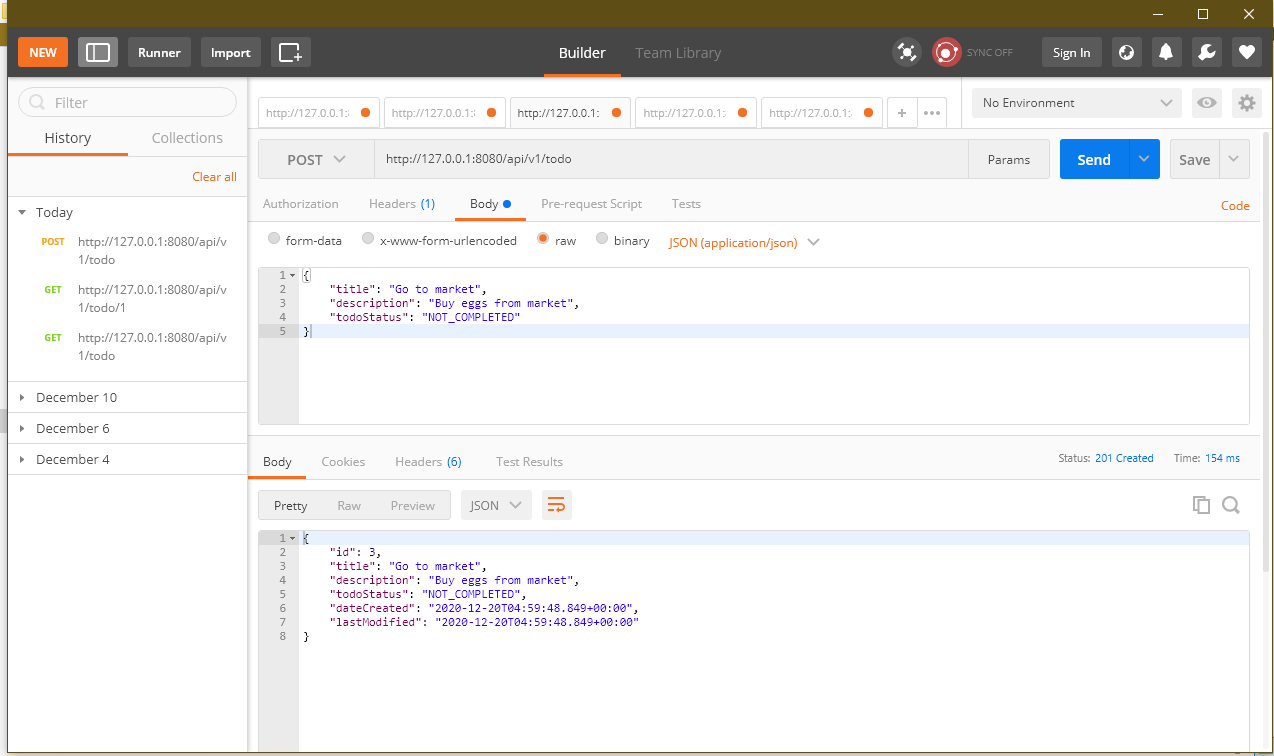 NEW Runner Import Builder Team Library SYNC OFF Sign In
Filter
History Collections
Clear all
Today
POST http://127.0.0.1:8080/api/v
1/todo
GET http://127.0.0.1:8080/api/v
1/todo/1
GET http://127.0.0.1:8080/api/v
1/todo
December 10
December 6
December 4
http://127.0.0.1: http://127.0.0.1: http://127.0.0.1: http://127.0.0.1: http://127.0.0.1: + ••• No Environment
POST http://127.0.0.1:8080/api/v1/todo Params Send Save
Authorization Headers (1) Body Pre-request Script Tests Code
form-data x-www-form-urlencoded raw binary JSON (application/json)
1 {
2 "title": "Go to market",
3 "description": "Buy eggs from market",
4 "todoStatus": "NOT_COMPLETED"
5 }
Body Cookies Headers (6) Test Results Status: 201 Created Time: 154 ms
Pretty Raw Preview JSON
1 {
2 "id": 3,
3 "title": "Go to market",
4 "description": "Buy eggs from market",
5 "todoStatus": "NOT_COMPLETED",
6 "dateCreated": "2020-12-20T04:59:48.849+00:00",
7 "lastModified": "2020-12-20T04:59:48.849+00:00"
8 }